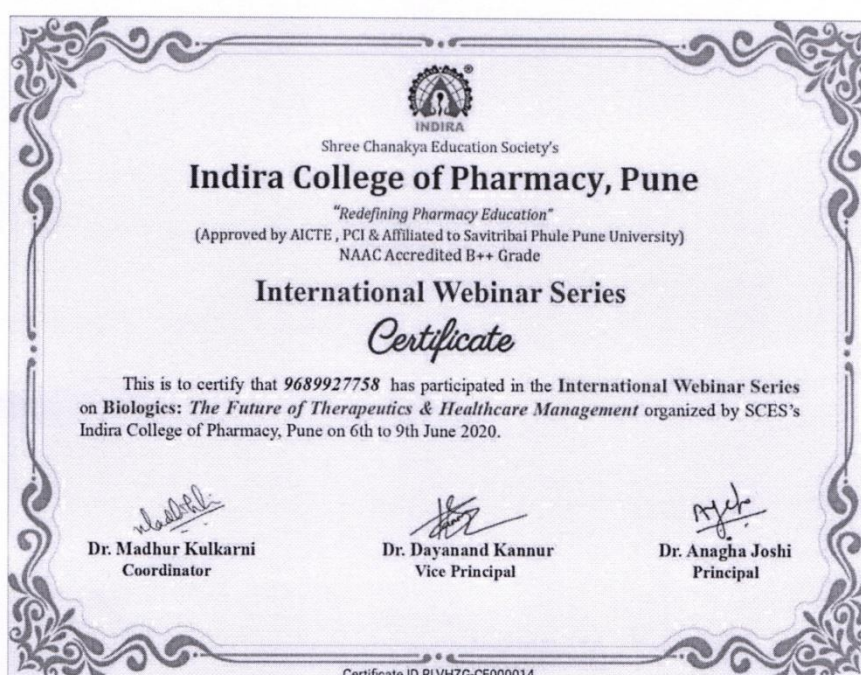 INDIRA
Shree Chanakya Education Society's
Indira College of Pharmacy, Pune
"Redefining Pharmacy Education"
(Approved by AICTE , PCI & Affiliated to Savitribai Phule Pune University)
NAAC Accredited B++ Grade
International Webinar Series
Certificate
This is to certify that 9689927758 has participated in the International Webinar Series
on Biologics: The Future of Therapeutics & Healthcare Management organized by SCES's
Indira College of Pharmacy, Pune on 6th to 9th June 2020.
Dr. Madhur Kulkarni
Coordinator
Dr. Dayanand Kannur
Vice Principal
Dr. Anagha Joshi
Principal
Certificate ID